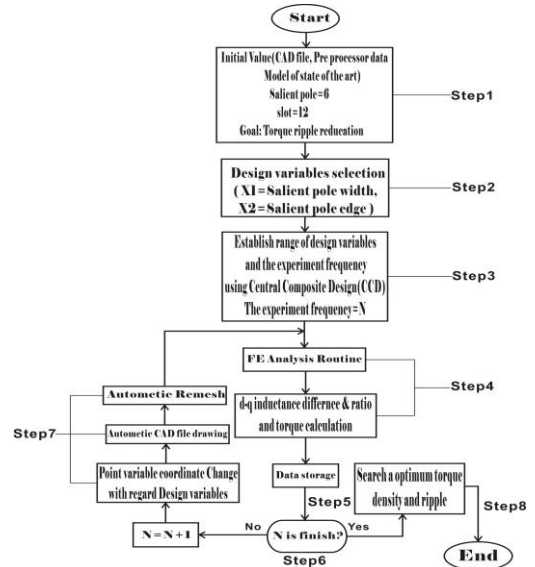 Start
Initial Value(CAD file, Pre processor data
Model of state of the art)
Salient pole=6
slot=12
Goal: Torque ripple reducation
Step1
Design variables selection
( X1= Salient pole width,
X2= Salient pole edge )
Step2
Establish range of design variables
and the experiment frequency
using Central Composite Design(CCD)
The experiment frequency=N
Step3
FE Analysis Routine
d-q inductance differnce & ratio
and torque calculation
Step4
Data storage
Step5
N is finish?
Step6
No
Yes
N=N+1
Point variable coordinate Change
with regard Design variables
Autometic CAD file drawing
Autometic Remesh
Step7
Search a optimum torque
density and ripple
Step8
End